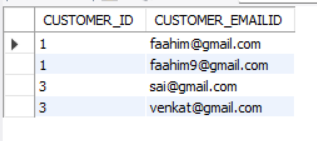 CUSTOMER_ID CUSTOMER_EMAILID
1 faahim@gmail.com
1 faahim9@gmail.com
3 sai@gmail.com
3 venkat@gmail.com